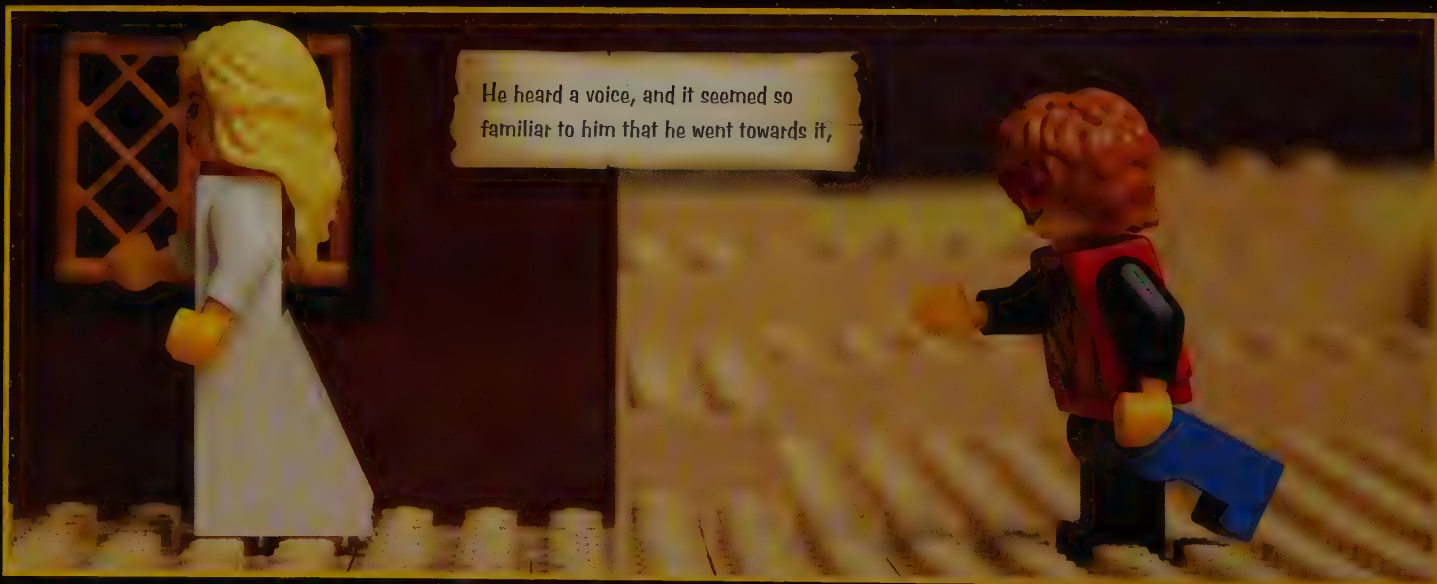 He heard a voice, and it seemed so
familiar to him that he went towards it,